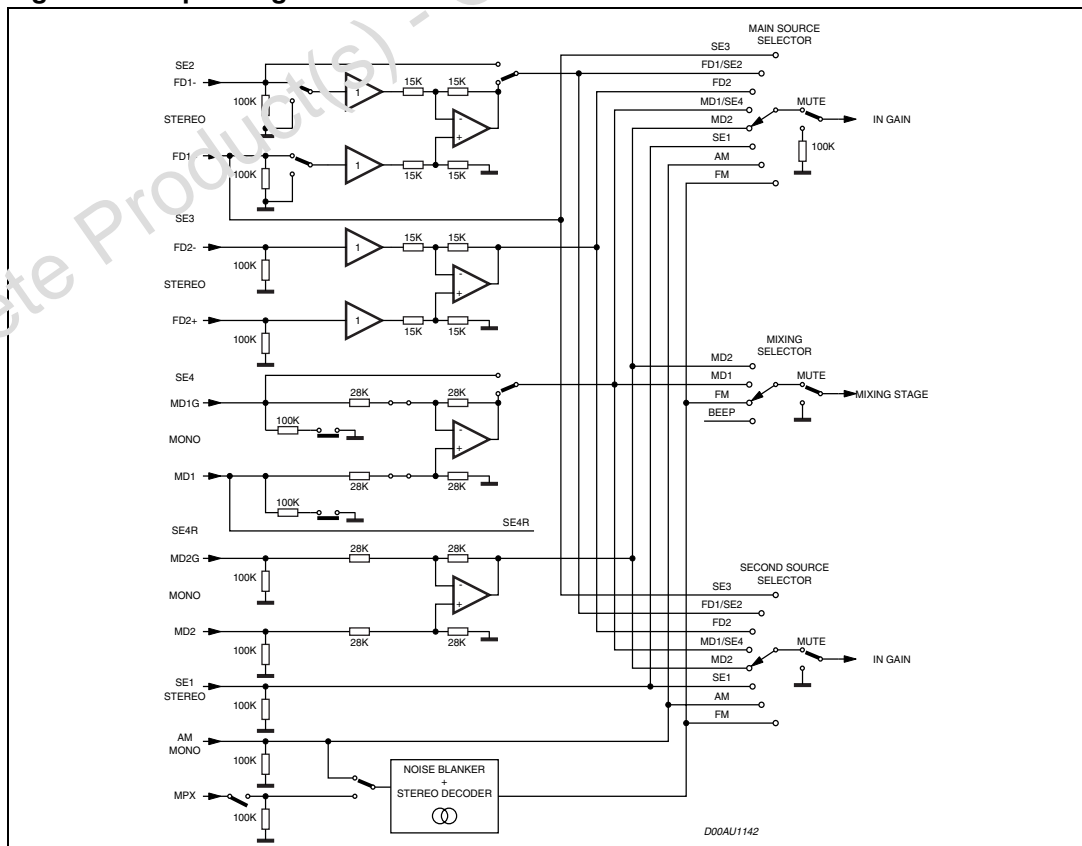 MAIN SOURCE
SELECTOR
SE3
SE2
FD1/SE2
FD1-
15K
15K
FD2
1
100K
MD1/SE4
MUTE
STEREO
-
+
MD2
IN GAIN
SE1
100K
FD1
1
AM
100K
15K
15K
FM
SE3
FD2-
15K
15K
1
100K
STEREO
-
+
FD2+
1
15K
15K
100K
MIXING
SELECTOR
MD2
SE4
MD1
MUTE
MD1G
28K
28K
FM
MIXING STAGE
BEEP
100K
-
+
MONO
MD1
28K
28K
100K
SE4R
SE4R
MD2G
28K
28K
SECOND SOURCE
SELECTOR
100K
SE3
MONO
-
+
FD1/SE2
MD2
FD2
28K
28K
MD1/SE4
MUTE
100K
MD2
IN GAIN
SE1
STEREO
SE1
100K
AM
FM
AM
MONO
100K
NOISE BLANKER
+
STEREO DECODER
MPX
100K
D00AU1142